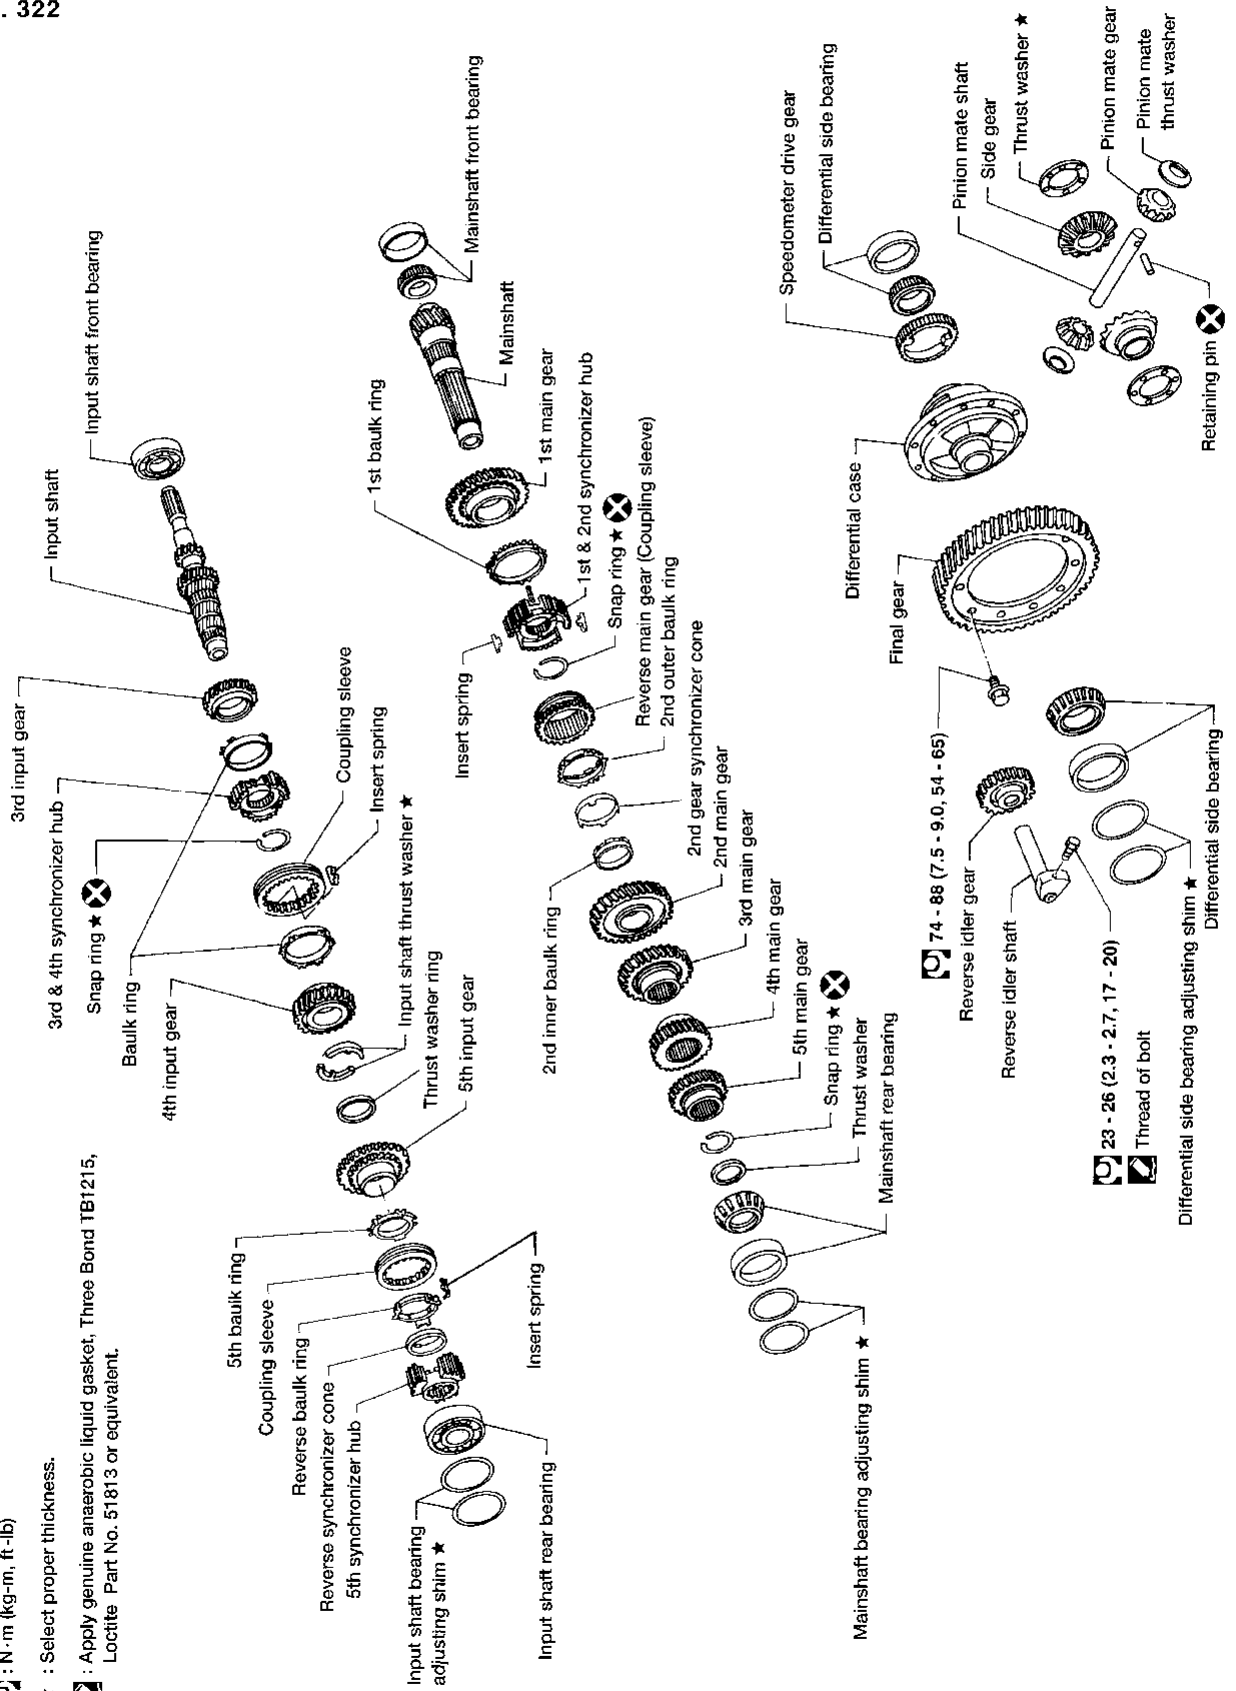 . 322
: N·m (kg-m, ft-lb)
: Select proper thickness.
: Apply genuine anaerobic liquid gasket, Three Bond TB1215,
Loctite Part No. 51813 or equivalent.
3rd input gear
3rd & 4th synchronizer hub
Snap ring ★
Baulk ring
4th input gear
Input shaft
Input shaft front bearing
Coupling sleeve
Insert spring
Input shaft thrust washer ★
Thrust washer ring
5th input gear
5th baulk ring
Coupling sleeve
Reverse baulk ring
Reverse synchronizer cone
5th synchronizer hub
Input shaft bearing
adjusting shim ★
Input shaft rear bearing
Insert spring
Mainshaft front bearing
Mainshaft
1st baulk ring
1st main gear
1st & 2nd synchronizer hub
Insert spring
Snap ring ★
Reverse main gear (Coupling sleeve)
2nd outer baulk ring
2nd gear synchronizer cone
2nd inner baulk ring
2nd main gear
3rd main gear
4th main gear
5th main gear
Snap ring ★
Thrust washer
Mainshaft rear bearing
Mainshaft bearing adjusting shim ★
Speedometer drive gear
Differential side bearing
Pinion mate shaft
Side gear
Thrust washer ★
Pinion mate gear
Pinion mate
thrust washer
Retaining pin
Differential case
Final gear
74 - 88 (7.5 - 9.0, 54 - 65)
Reverse idler gear
Reverse idler shaft
23 - 26 (2.3 - 2.7, 17 - 20)
Thread of bolt
Differential side bearing adjusting shim ★
Differential side bearing